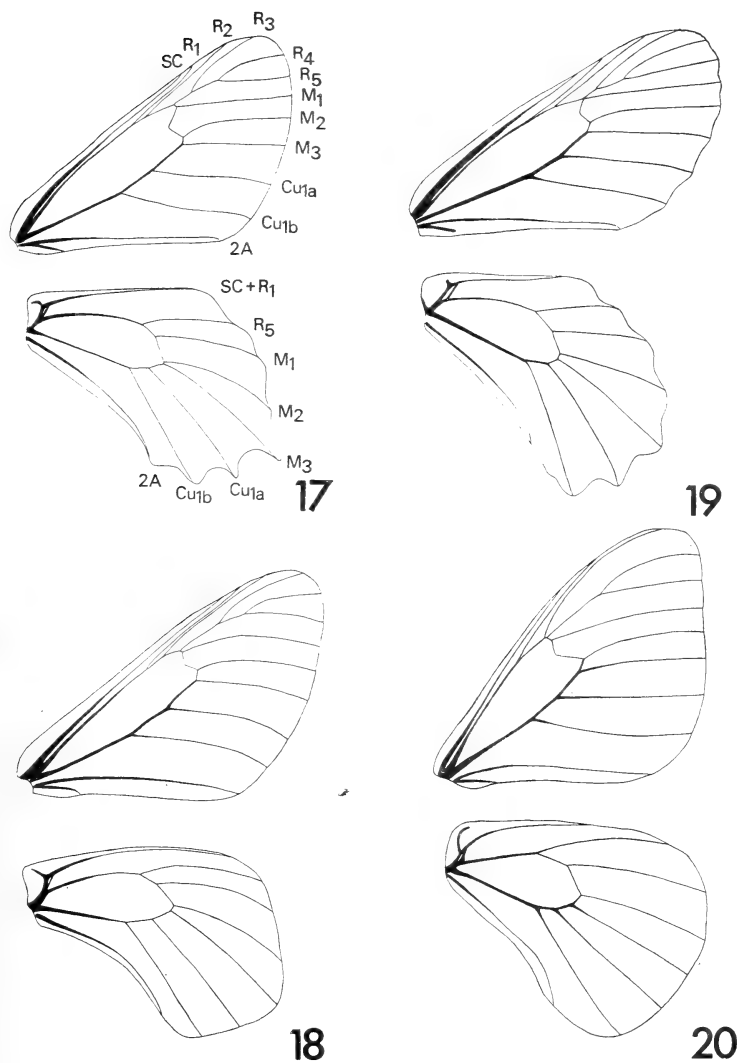 SC R1 R2 R3
R4
R5
M1
M2
M3
Cu1a
Cu1b
2A
SC + R1
R5
M1
M2
M3
2A Cu1b Cu1a
17
19
18
20